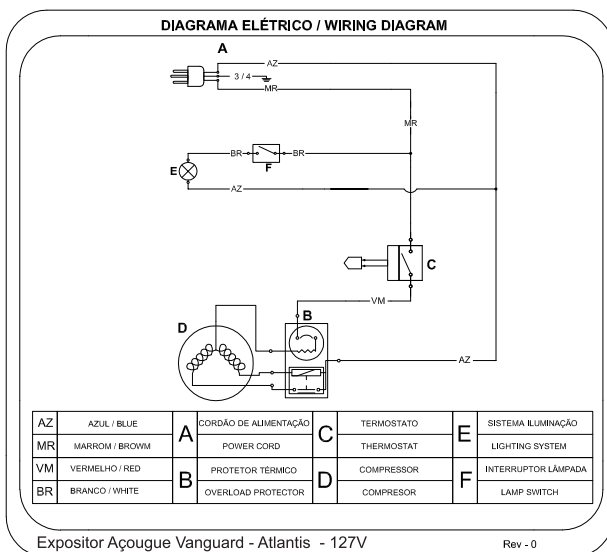 DIAGRAMA ELÉTRICO / WIRING DIAGRAM
A
AZ
3 / 4
MR
MR
E
BR
F
BR
AZ
C
VM
D
B
AZ
AZ AZUL / BLUE A CORDÃO DE ALIMENTAÇÃO C TERMOSTATO E SISTEMA ILUMINAÇÃO
MR MARROM / BROWM POWER CORD THERMOSTAT LIGHTING SYSTEM
VM VERMELHO / RED B PROTETOR TÉRMICO D COMPRESSOR F INTERRUPTOR LÂMPADA
BR BRANCO / WHITE OVERLOAD PROTECTOR COMPRESOR LAMP SWITCH
Expositor Açougue Vanguard - Atlantis - 127V Rev - 0